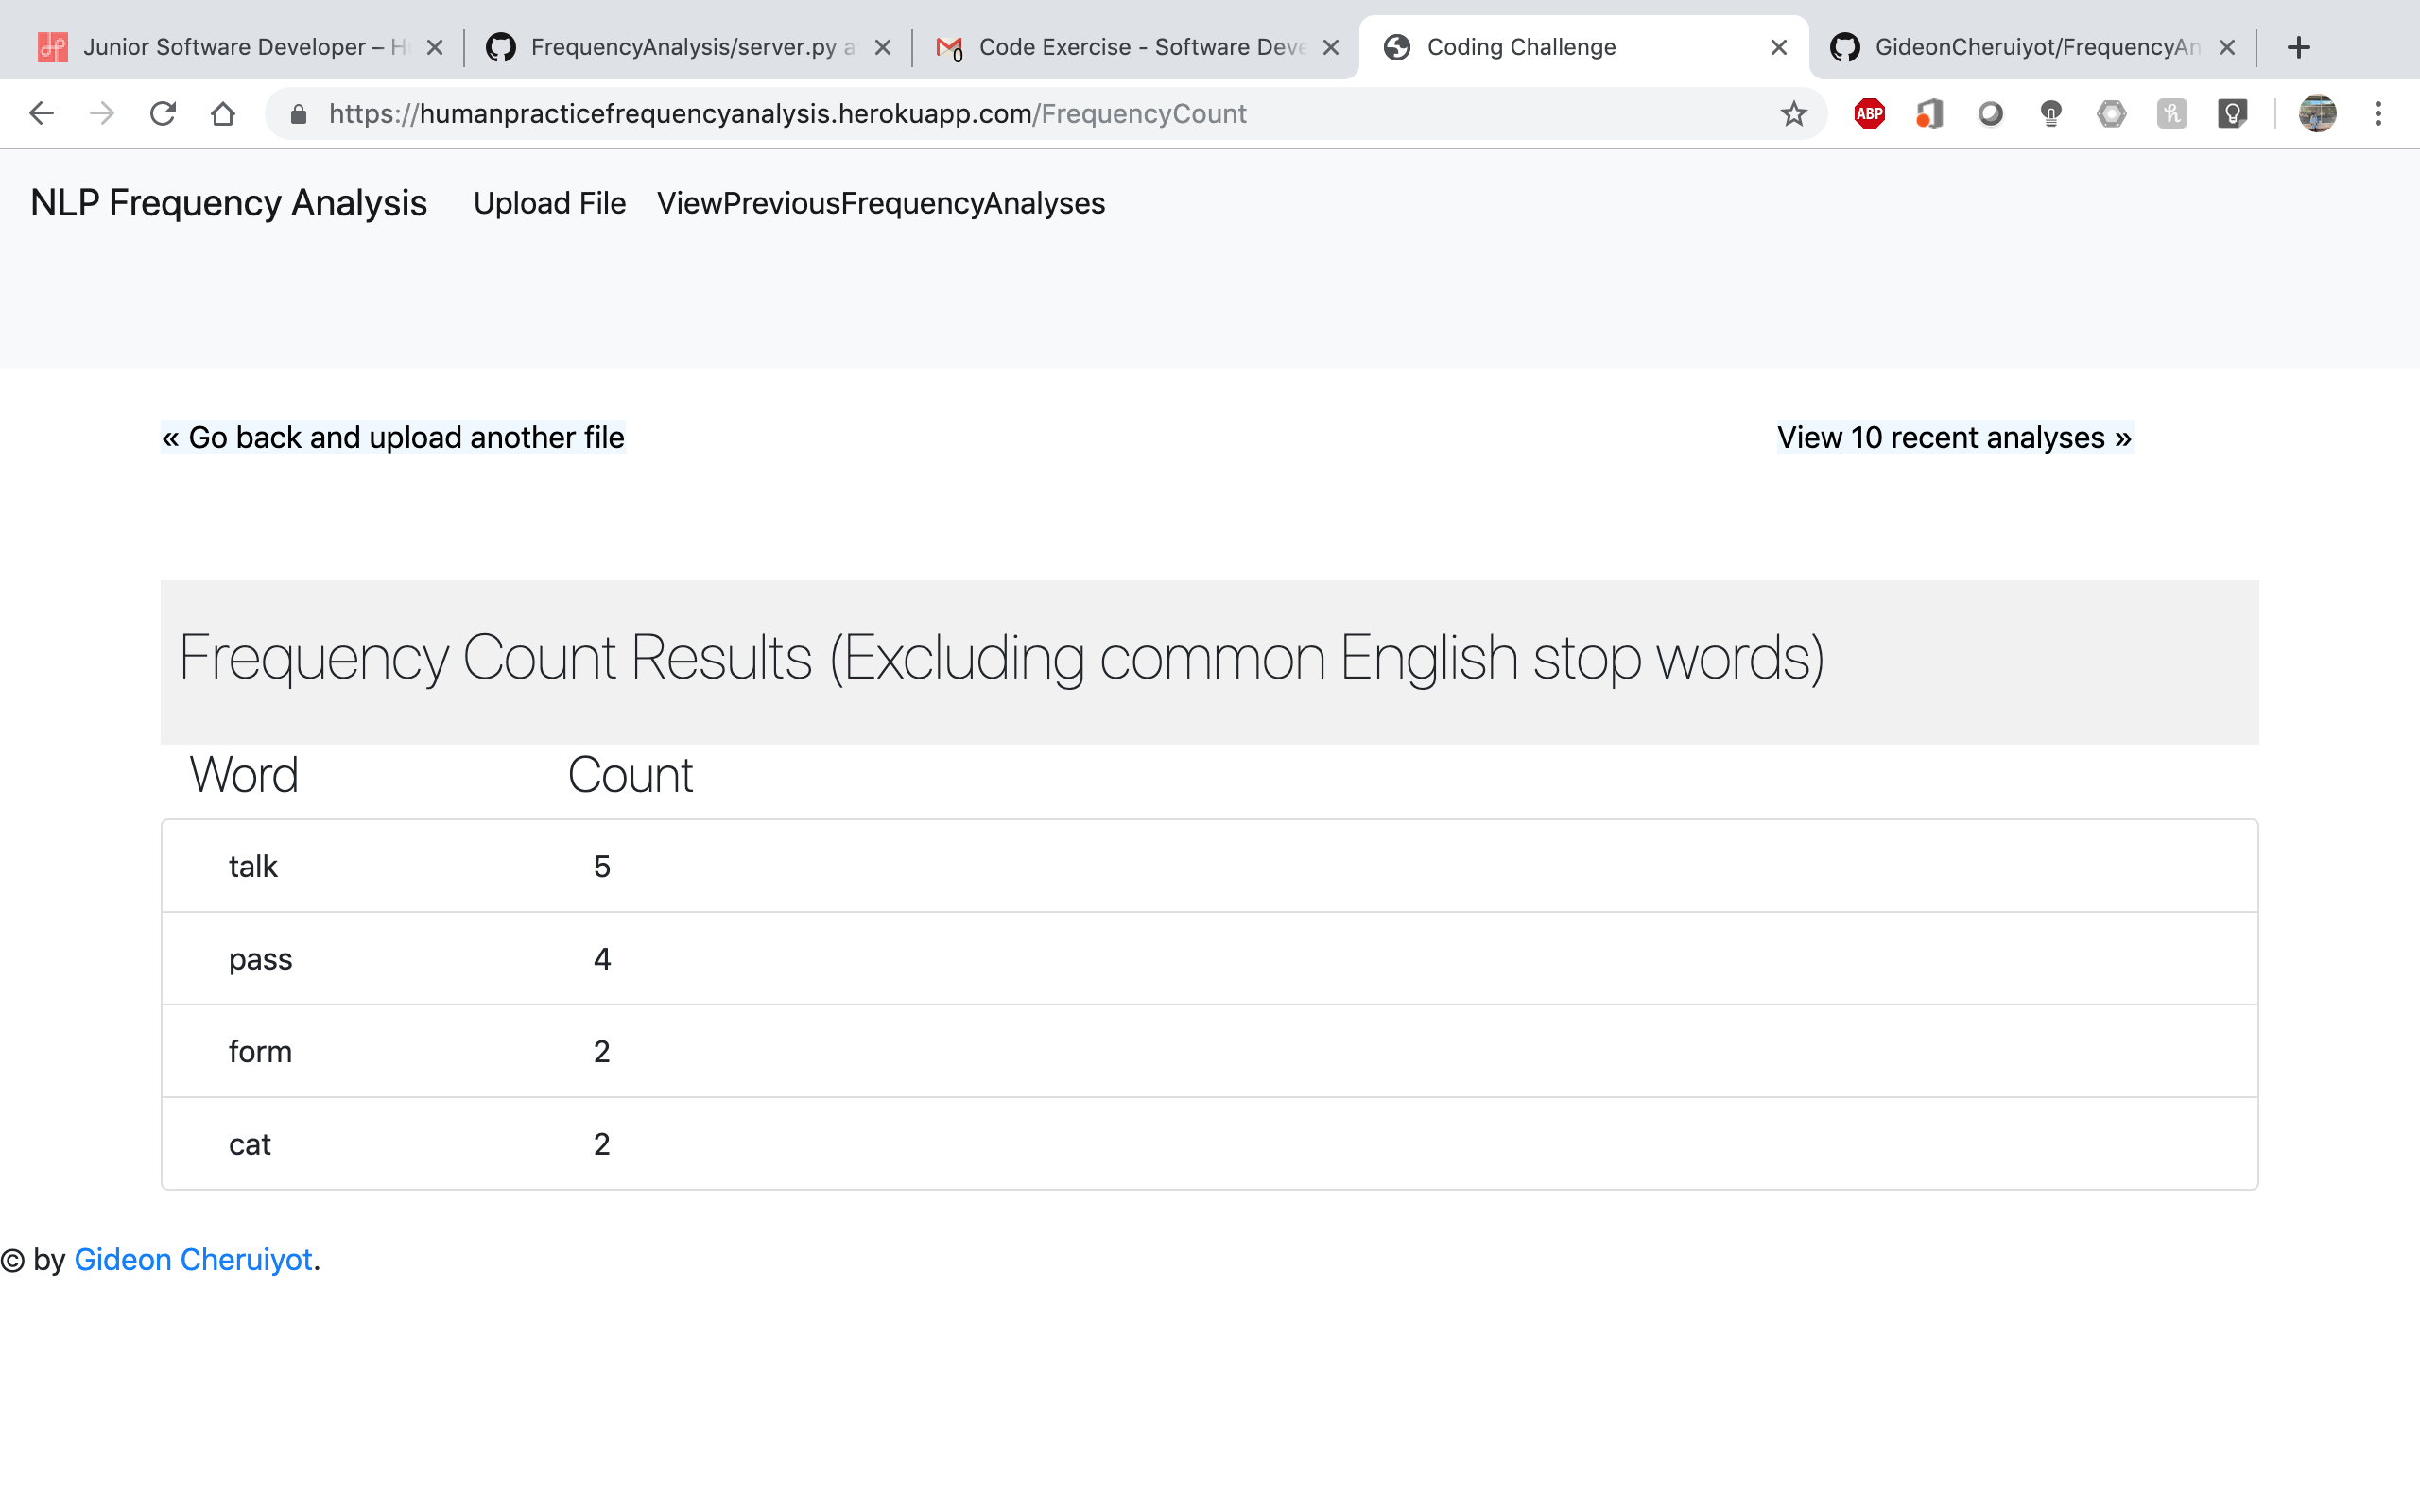 Junior Software Developer – H
FrequencyAnalysis/server.py a
0
Code Exercise - Software Deve
Coding Challenge
GideonCheruiyot/FrequencyAn
https://humanpracticefrequencyanalysis.herokuapp.com/FrequencyCount
ABP
NLP Frequency Analysis Upload File ViewPreviousFrequencyAnalyses
« Go back and upload another file
View 10 recent analyses »
Frequency Count Results (Excluding common English stop words)
Word Count
talk 5
pass 4
form 2
cat 2
© by Gideon Cheruiyot.